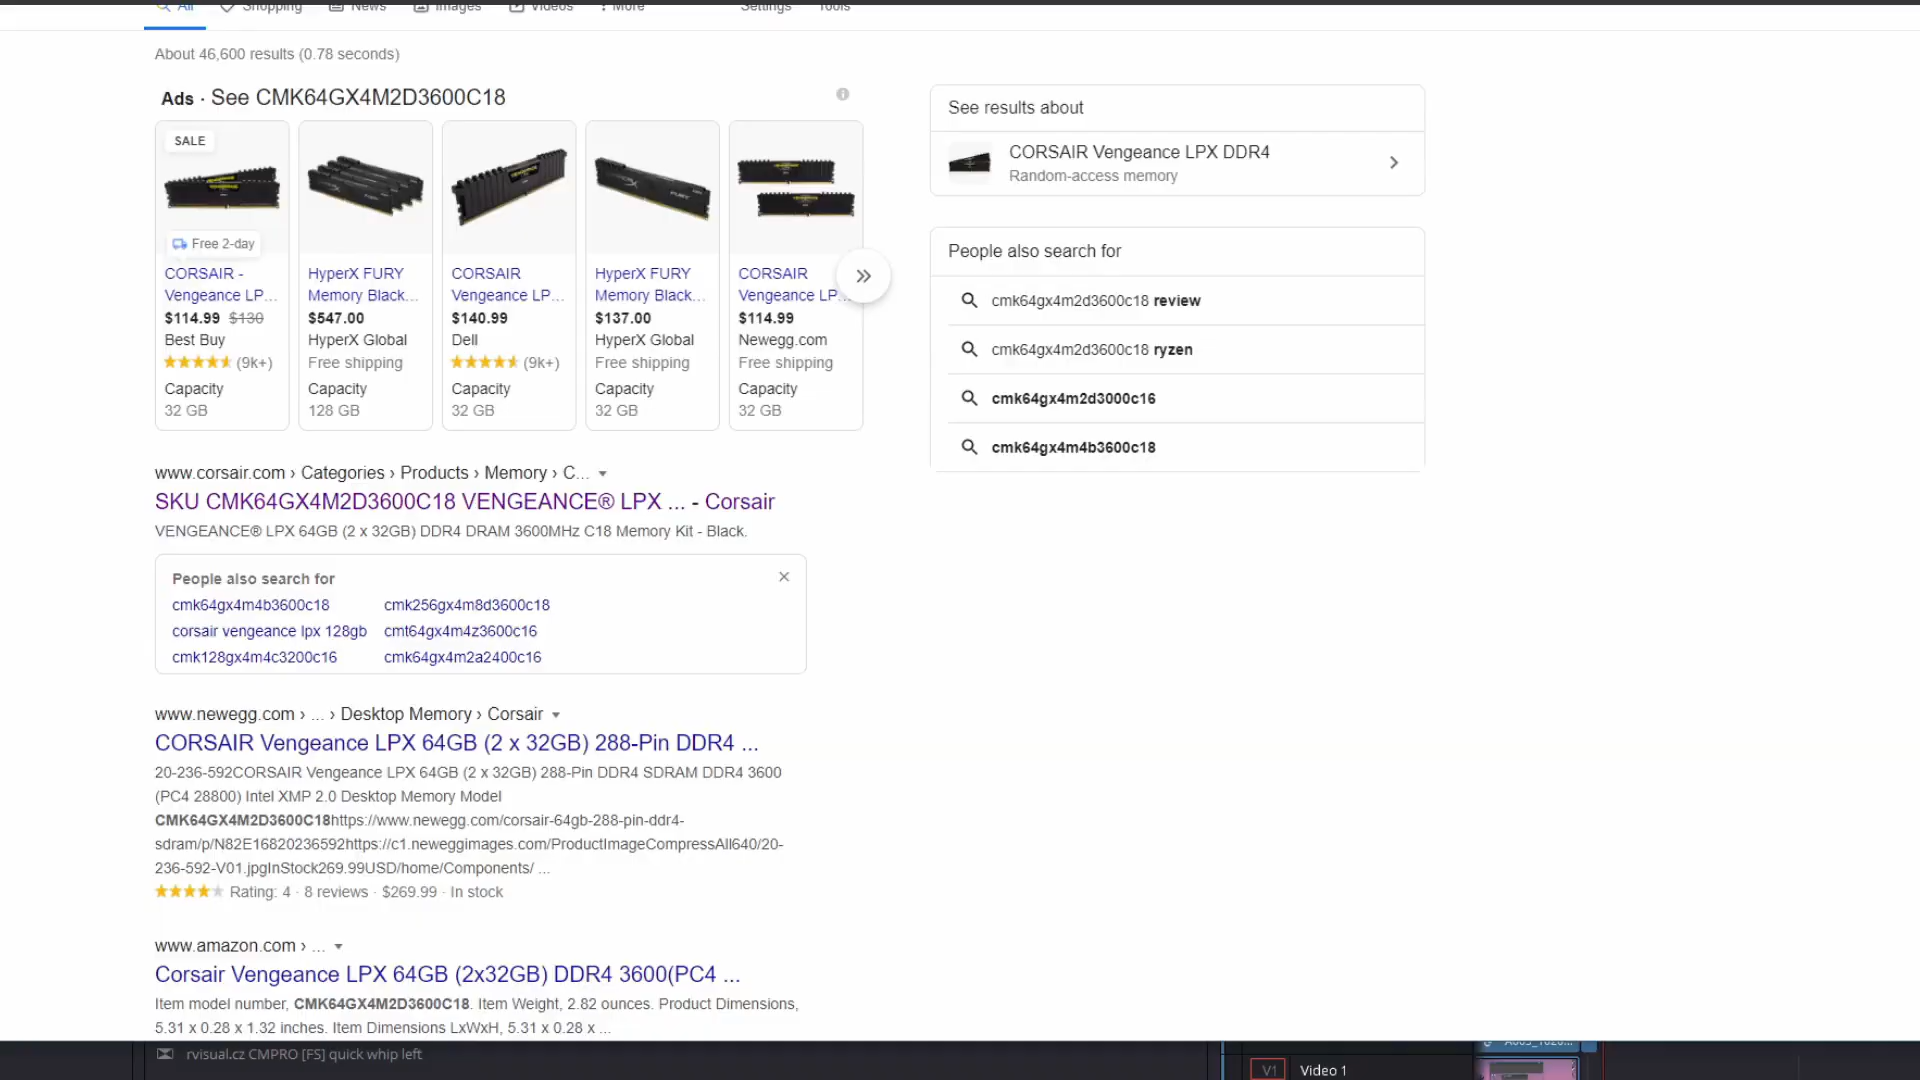 All
Shopping
News
Images
Videos
More
Settings
Tools
About 46,600 results (0.78 seconds)
Ads · See CMK64GX4M2D3600C18
SALE
Free 2-day
CORSAIR -
Vengeance LP...
$114.99 $130
Best Buy
(9k+)
Capacity
32 GB
HyperX FURY
Memory Black...
$547.00
HyperX Global
Free shipping
Capacity
128 GB
CORSAIR
Vengeance LP...
$140.99
Dell
(9k+)
Capacity
32 GB
HyperX FURY
Memory Black...
$137.00
HyperX Global
Free shipping
Capacity
32 GB
CORSAIR
Vengeance LP...
$114.99
Newegg.com
Free shipping
Capacity
32 GB
See results about
CORSAIR Vengeance LPX DDR4
Random-access memory
People also search for
cmk64gx4m2d3600c18 review
cmk64gx4m2d3600c18 ryzen
cmk64gx4m2d3000c16
cmk64gx4m4b3600c18
www.corsair.com › Categories › Products › Memory › C...
SKU CMK64GX4M2D3600C18 VENGEANCE® LPX ... - Corsair
VENGEANCE® LPX 64GB (2 x 32GB) DDR4 DRAM 3600MHz C18 Memory Kit - Black.
People also search for
cmk64gx4m4b3600c18 cmk256gx4m8d3600c18
corsair vengeance lpx 128gb cmt64gx4m4z3600c16
cmk128gx4m4c3200c16 cmk64gx4m2a2400c16
www.newegg.com › ... › Desktop Memory › Corsair
CORSAIR Vengeance LPX 64GB (2 x 32GB) 288-Pin DDR4 ...
20-236-592CORSAIR Vengeance LPX 64GB (2 x 32GB) 288-Pin DDR4 SDRAM DDR4 3600
(PC4 28800) Intel XMP 2.0 Desktop Memory Model
CMK64GX4M2D3600C18https://www.newegg.com/corsair-64gb-288-pin-ddr4-
sdram/p/N82E16820236592https://c1.neweggimages.com/ProductImageCompressAll640/20-
236-592-V01.jpgInStock269.99USD/home/Components/ ...
Rating: 4 · 8 reviews · $269.99 · In stock
www.amazon.com › ...
Corsair Vengeance LPX 64GB (2x32GB) DDR4 3600(PC4 ...
Item model number, CMK64GX4M2D3600C18. Item Weight, 2.82 ounces. Product Dimensions,
5.31 x 0.28 x 1.32 inches. Item Dimensions LxWxH, 5.31 x 0.28 x ...
rvisual.cz CMPRO [FS] quick whip left
V1 Video 1